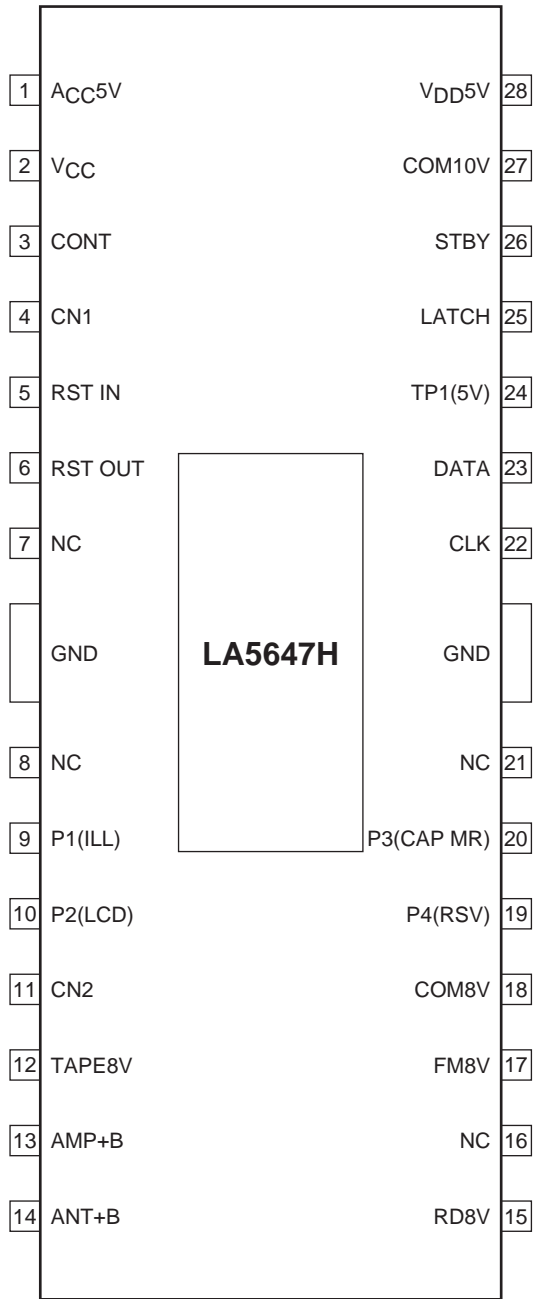 1 ACC5V VDD5V 28
2 VCC COM10V 27
3 CONT STBY 26
4 CN1 LATCH 25
5 RST IN TP1(5V) 24
6 RST OUT DATA 23
7 NC CLK 22
GND LA5647H GND
8 NC NC 21
9 P1(ILL) P3(CAP MR) 20
10 P2(LCD) P4(RSV) 19
11 CN2 COM8V 18
12 TAPE8V FM8V 17
13 AMP+B NC 16
14 ANT+B RD8V 15